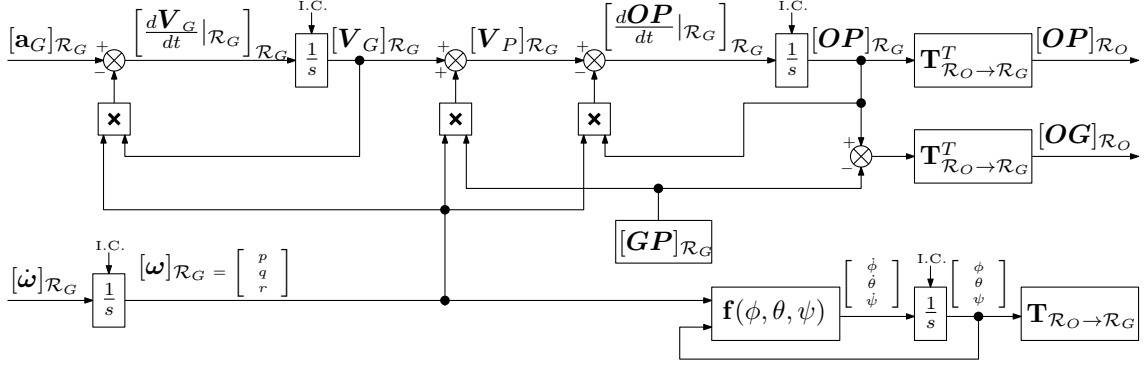 I.C.
I.C.
[a_G]_{R_G}
+
−
[dV_G/dt |_{R_G}]_{R_G}
1/s
[V_G]_{R_G}
+
+
[V_P]_{R_G}
+
−
[dOP/dt |_{R_G}]_{R_G}
1/s
[OP]_{R_G}
T^T_{R_O→R_G}
[OP]_{R_O}
×
×
×
+
−
T^T_{R_O→R_G}
[OG]_{R_O}
[GP]_{R_G}
I.C.
[ω̇]_{R_G}
1/s
[ω]_{R_G} = [ p
q
r ]
f(ϕ, θ, ψ)
[ ϕ̇
θ̇
ψ̇ ]
I.C.
1/s
[ ϕ
θ
ψ ]
T_{R_O→R_G}